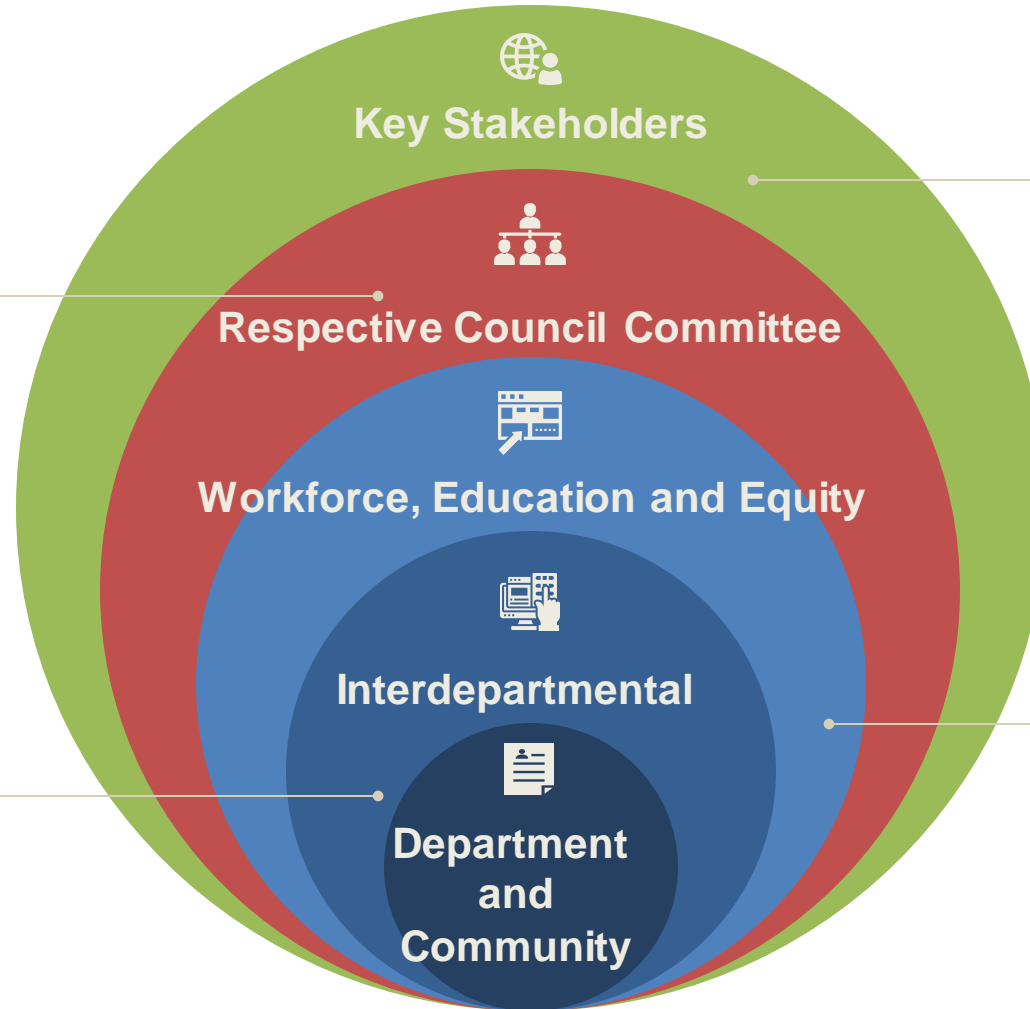 Key Stakeholders
Respective Council Committee
Workforce, Education and Equity
Interdepartmental
Department
and
Community